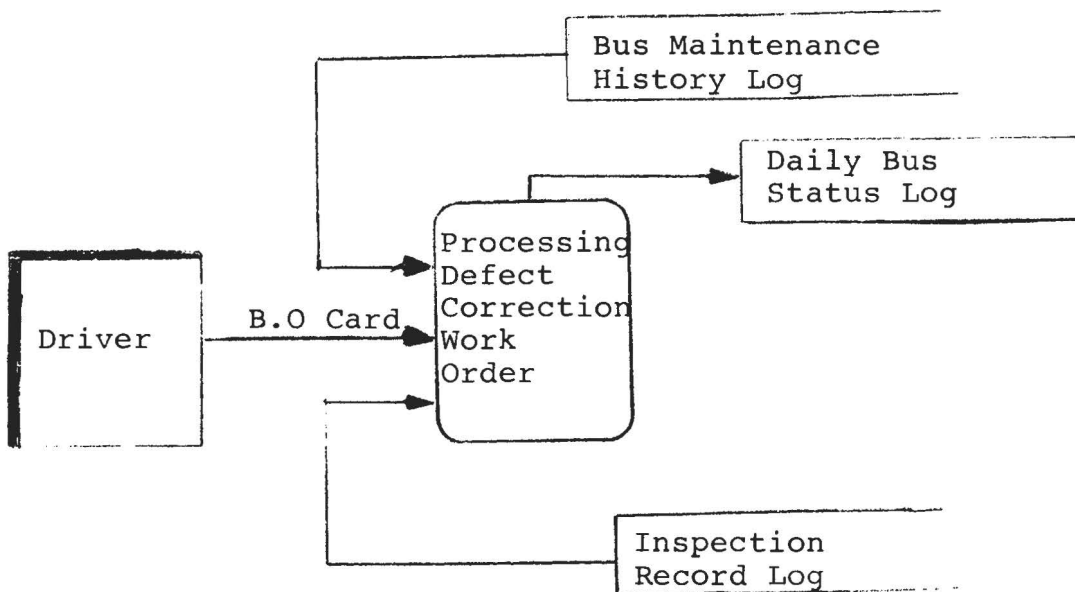 Bus Maintenance
History Log
Daily Bus
Status Log
Processing
Defect
Correction
Work
Order
B.O Card
Driver
Inspection
Record Log